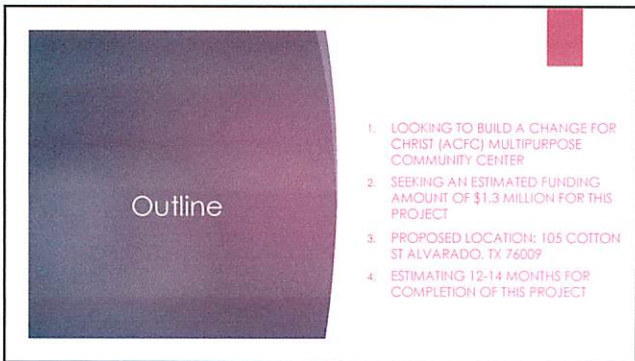 Outline
1. LOOKING TO BUILD A CHANGE FOR
CHRIST (ACFC) MULTIPURPOSE
COMMUNITY CENTER
2. SEEKING AN ESTIMATED FUNDING
AMOUNT OF $1.3 MILLION FOR THIS
PROJECT
3. PROPOSED LOCATION: 105 COTTON
ST ALVARADO, TX 76009
4. ESTIMATING 12-14 MONTHS FOR
COMPLETION OF THIS PROJECT